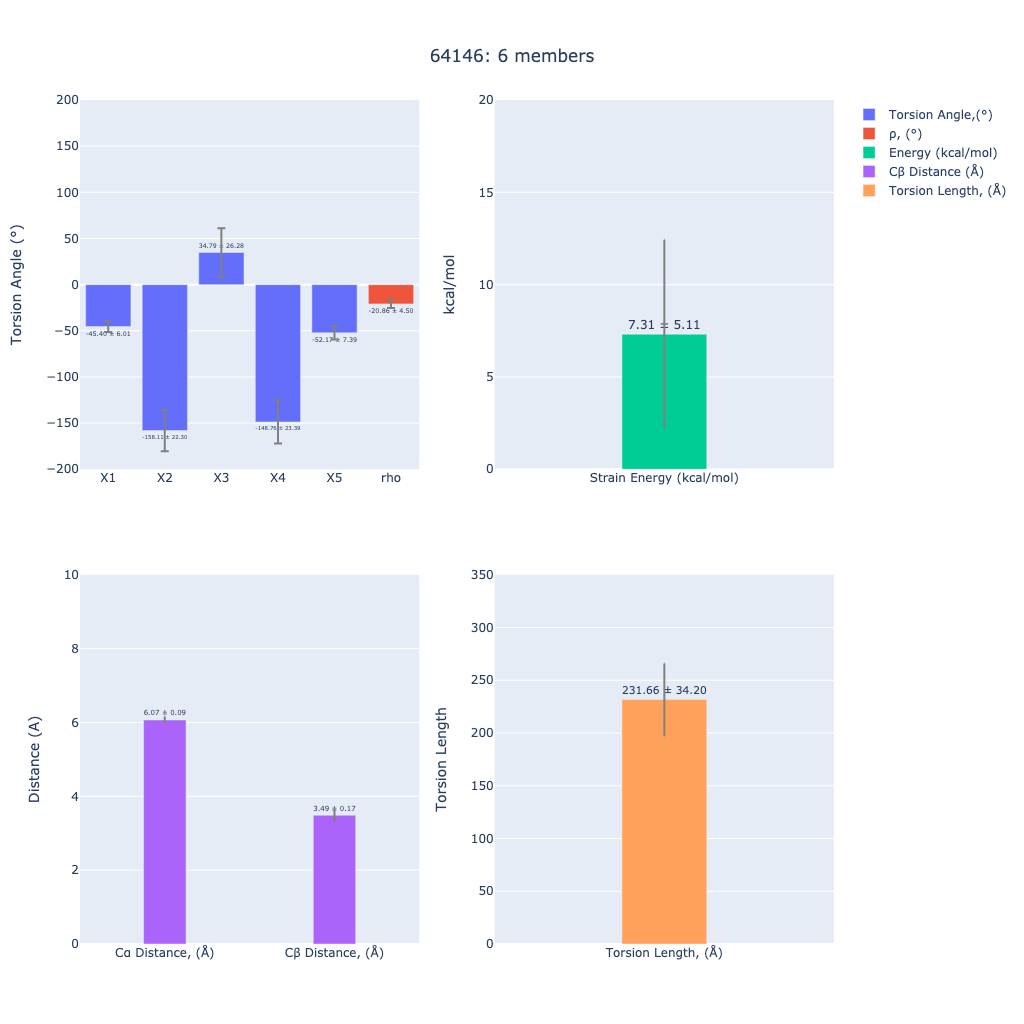 64146: 6 members
Torsion Angle (°)
200
150
100
50
0
−50
−100
−150
−200
34.79 ± 26.28
-45.40 ± 6.01
-158.11 ± 22.30
-148.76 ± 23.39
-52.17 ± 7.39
-20.86 ± 4.50
X1 X2 X3 X4 X5 rho
kcal/mol
20
15
10
5
0
7.31 ± 5.11
Strain Energy (kcal/mol)
Torsion Angle,(°)
ρ, (°)
Energy (kcal/mol)
Cβ Distance (Å)
Torsion Length, (Å)
Distance (A)
10
8
6
4
2
0
6.07 ± 0.09
3.49 ± 0.17
Cα Distance, (Å) Cβ Distance, (Å)
Torsion Length
350
300
250
200
150
100
50
0
231.66 ± 34.20
Torsion Length, (Å)